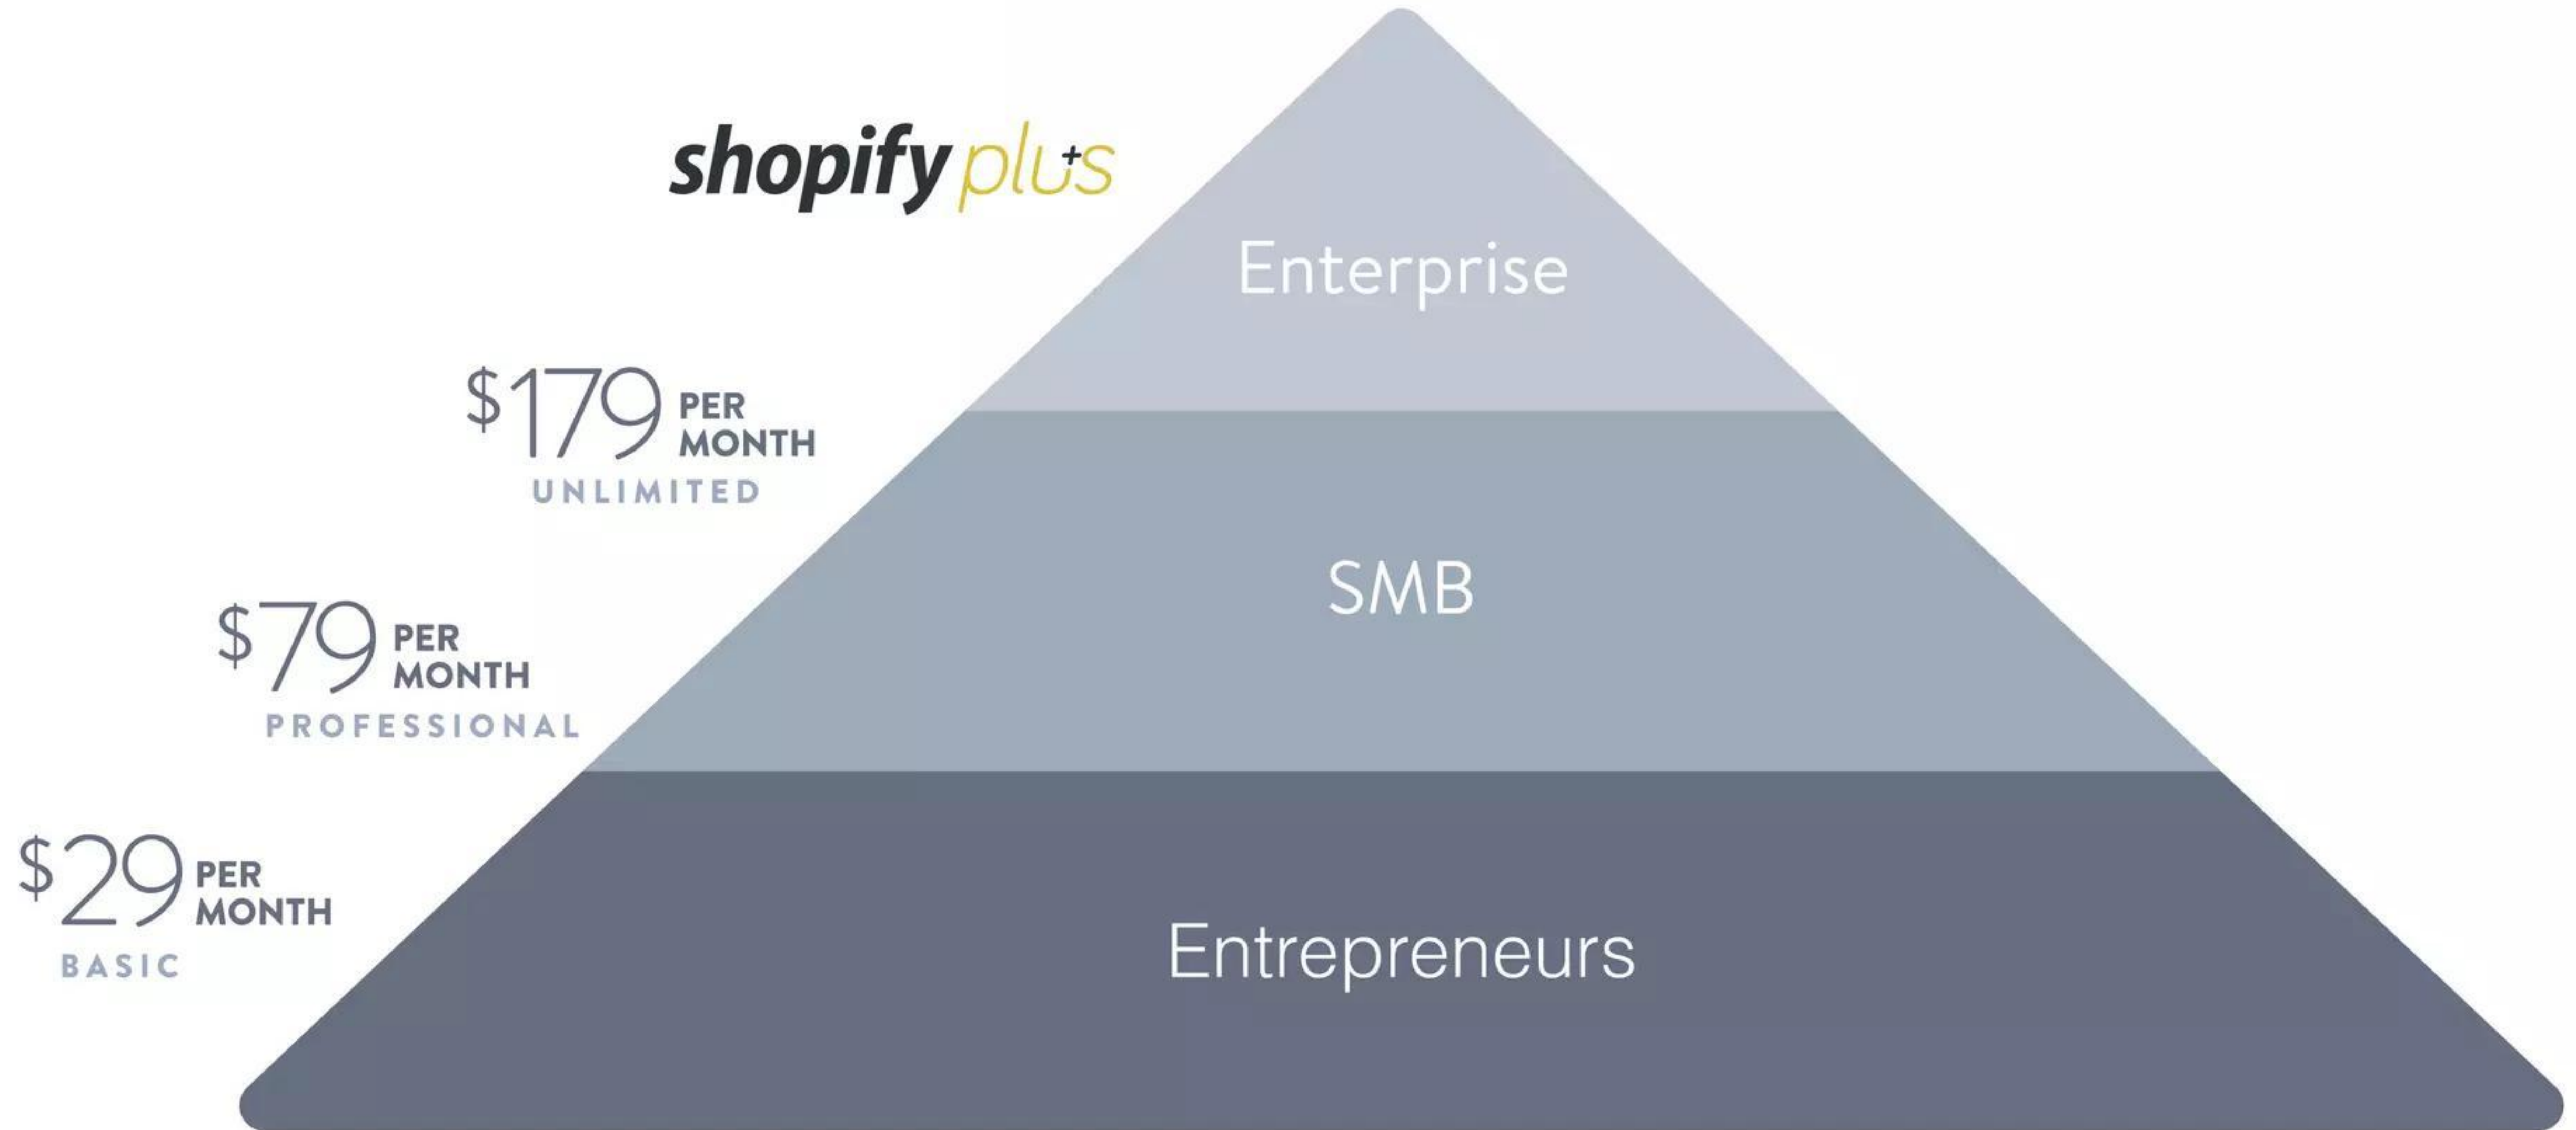 shopify plus
Enterprise
$179 PER
MONTH
UNLIMITED
SMB
$79 PER
MONTH
PROFESSIONAL
$29 PER
MONTH
BASIC
Entrepreneurs